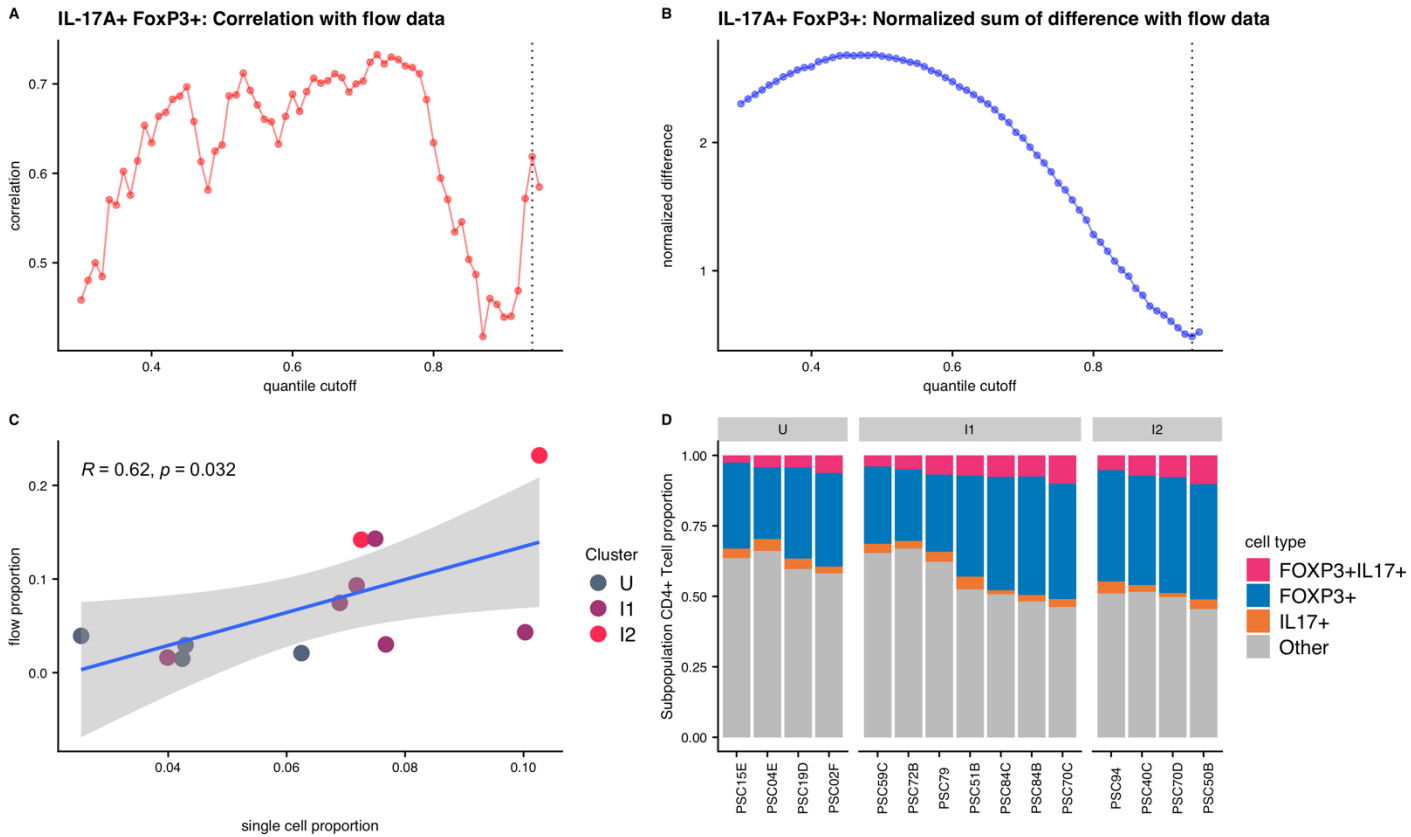 A
IL-17A+ FoxP3+: Correlation with flow data
correlation
0.7
0.6
0.5
0.4
0.6
0.8
quantile cutoff
B
IL-17A+ FoxP3+: Normalized sum of difference with flow data
normalized difference
2
1
0.4
0.6
0.8
quantile cutoff
C
R = 0.62, p = 0.032
flow proportion
0.2
0.1
0.0
0.04
0.06
0.08
0.10
single cell proportion
Cluster
U
I1
I2
D
U
I1
I2
Subpopulation CD4+ Tcell proportion
1.00
0.75
0.50
0.25
0.00
PSC15E
PSC04E
PSC19D
PSC02F
PSC59C
PSC72B
PSC79
PSC51B
PSC84C
PSC84B
PSC70C
PSC94
PSC40C
PSC70D
PSC50B
cell type
FOXP3+IL17+
FOXP3+
IL17+
Other